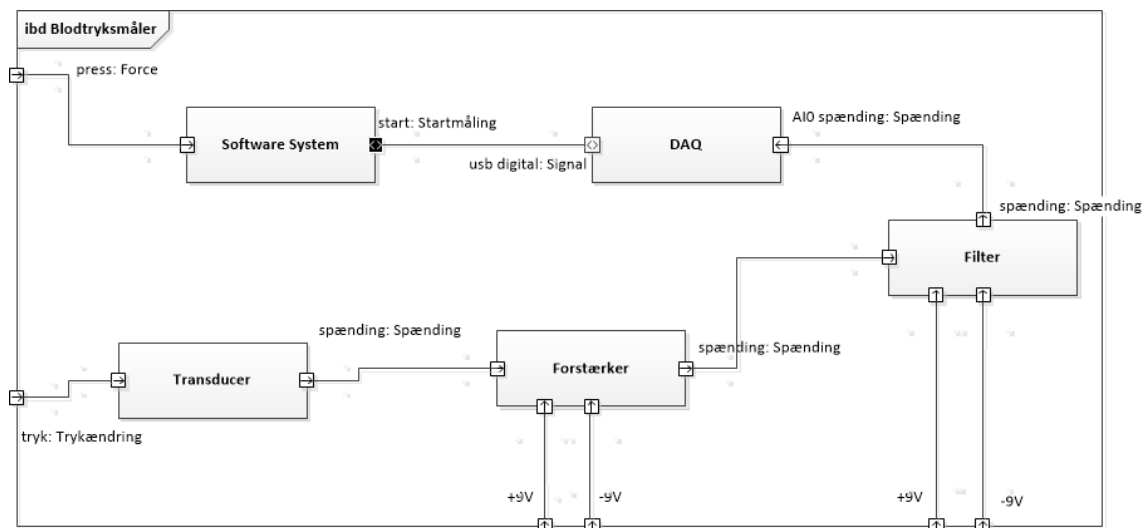 ibd Blodtryksmåler
press: Force
start: Startmåling
AI0 spænding: Spænding
Software System
DAQ
usb digital: Signal
spænding: Spænding
Filter
spænding: Spænding
spænding: Spænding
Forstærker
Transducer
tryk: Trykændring
+9V
-9V
+9V
-9V